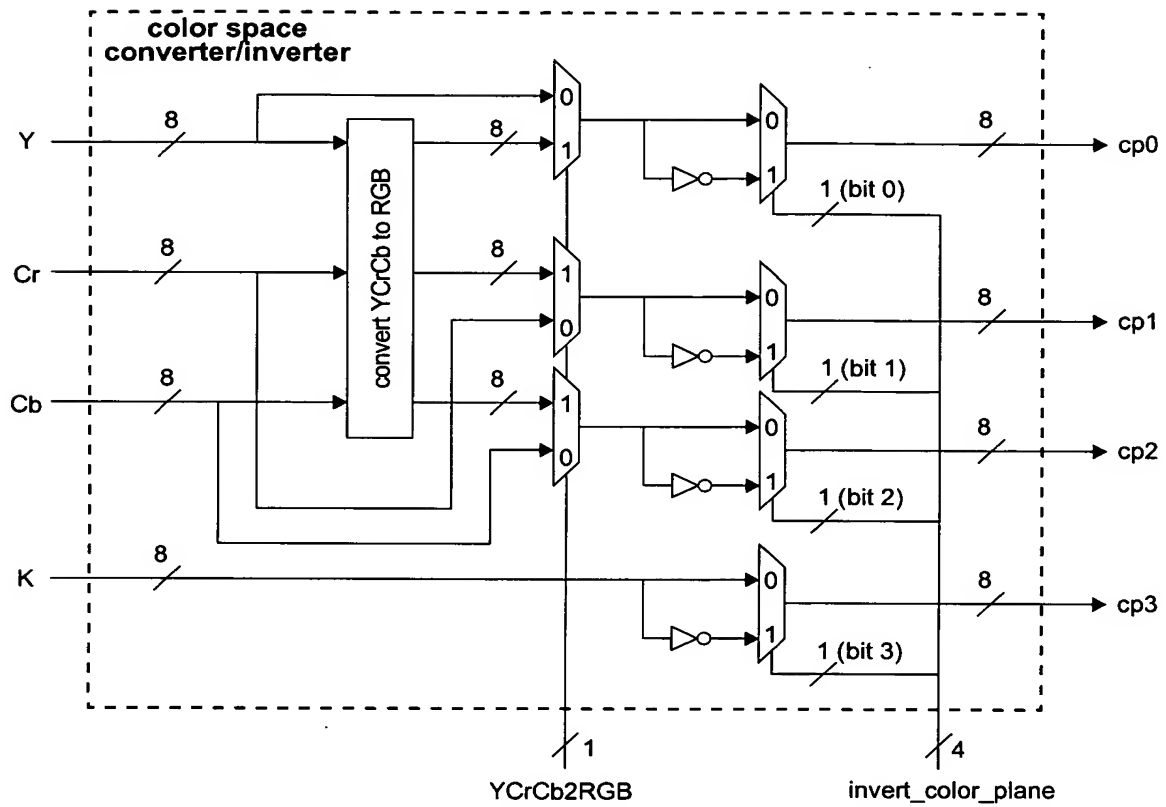 color space
converter/inverter
Y
8
0
8
1
0
1
8
cp0
1 (bit 0)
convert YCrCb to RGB
Cr
8
8
1
0
0
1
8
cp1
1 (bit 1)
Cb
8
8
1
0
0
1
8
cp2
1 (bit 2)
K
8
0
1
8
cp3
1 (bit 3)
1
4
YCrCb2RGB
invert_color_plane